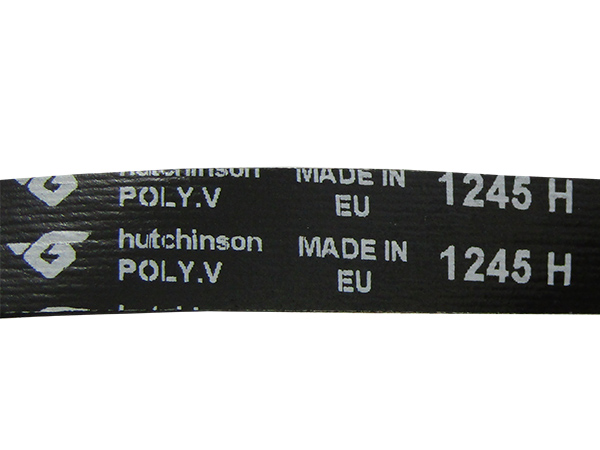 hutchinson
POLY.V
MADE IN
EU
1245 H
hutchinson
POLY.V
MADE IN
EU
1245 H